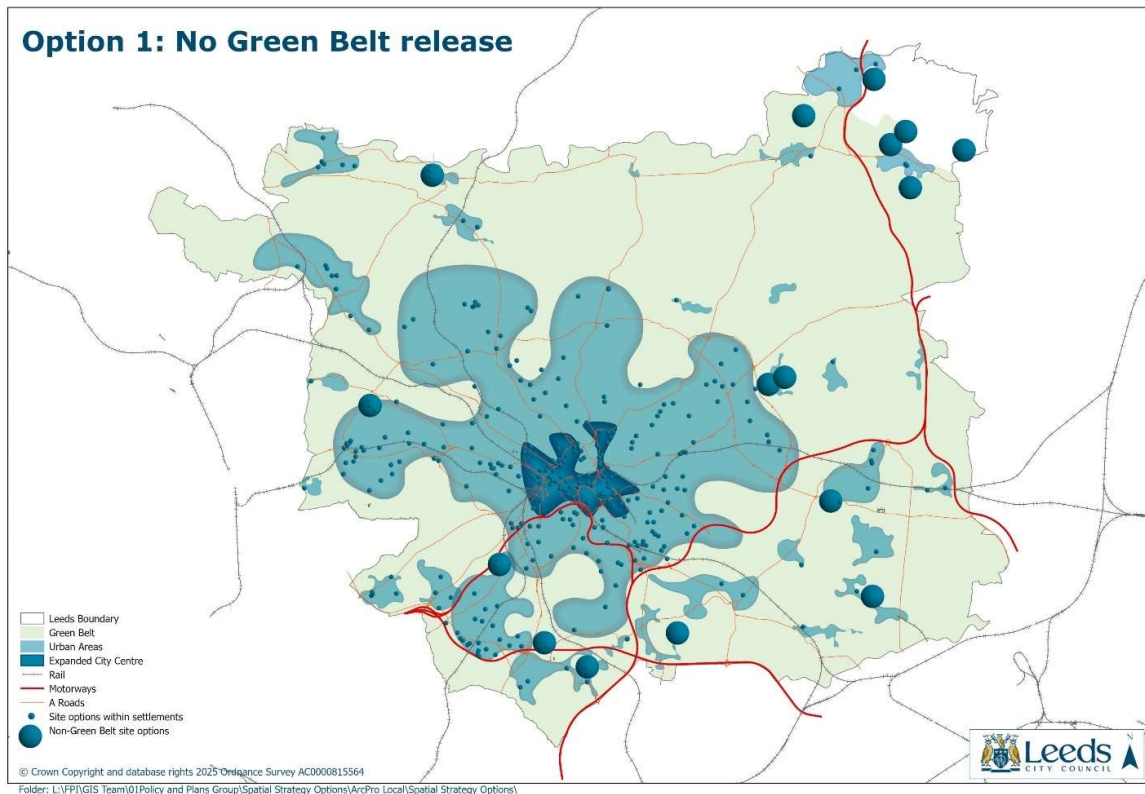 Option 1: No Green Belt release
Leeds Boundary
Green Belt
Urban Areas
Expanded City Centre
Rail
Motorways
A Roads
Site options within settlements
Non-Green Belt site options
© Crown Copyright and database rights 2025 Ordnance Survey AC0000815564
Folder: L:\FPI\GIS Team\01Policy and Plans Group\Spatial Strategy Options\ArcPro Local\Spatial Strategy Options\
Leeds
CITY COUNCIL
N